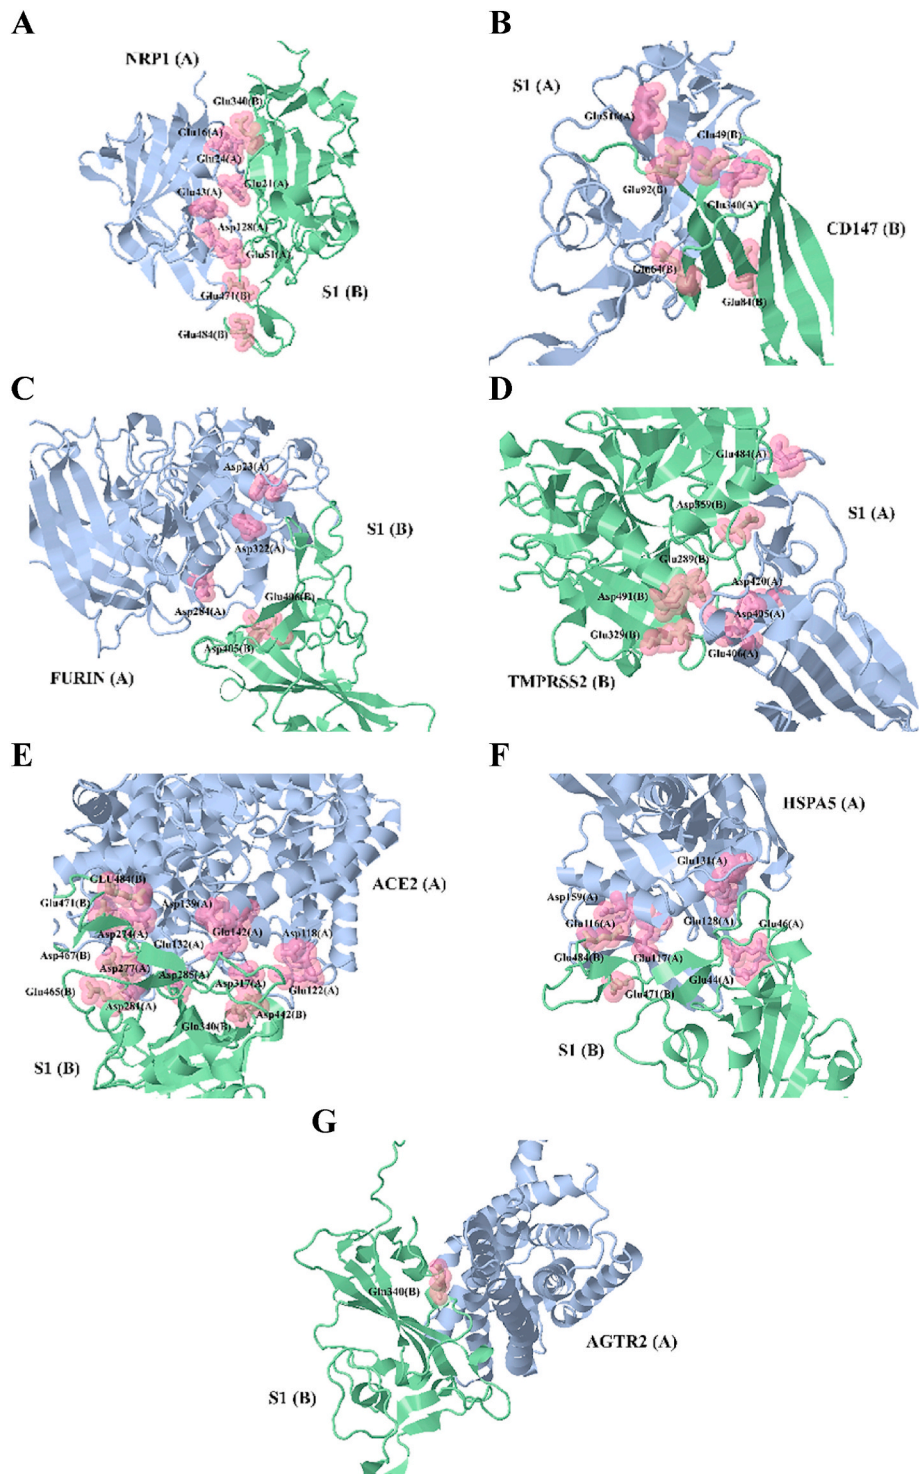 A
B
NRP1 (A)
Glu340(B)
Glu16(A)
Glu24(A)
Glu21(A)
Glu43(A)
Asp128(A)
Glu51(A)
Glu471(B)
S1 (B)
Glu484(B)
S1 (A)
Glu516(A)
Glu49(B)
Glu92(B)
Glu340(A)
CD147 (B)
Glu64(B)
Glu84(B)
C
D
Asp23(A)
S1 (B)
Asp322(A)
Asp284(A)
Glu406(B)
Asp405(B)
FURIN (A)
Glu484(A)
Asp359(B)
S1 (A)
Glu289(B)
Asp420(A)
Asp491(B)
Asp405(A)
Glu329(B)
Glu406(A)
TMPRSS2 (B)
E
F
GLU484(B)
ACE2 (A)
Glu471(B)
Asp139(A)
Asp274(A)
Glu142(A)
Asp118(A)
Glu132(A)
Asp467(B)
Asp277(A)
Asp285(A)
Asp317(A)
Glu465(B)
Glu122(A)
Asp281(A)
Glu340(B)
Asp442(B)
S1 (B)
HSPA5 (A)
Glu131(A)
Asp159(A)
Glu116(A)
Glu128(A)
Glu46(A)
Glu484(B)
Glu117(A)
Glu44(A)
Glu471(B)
S1 (B)
G
Glu340(B)
AGTR2 (A)
S1 (B)